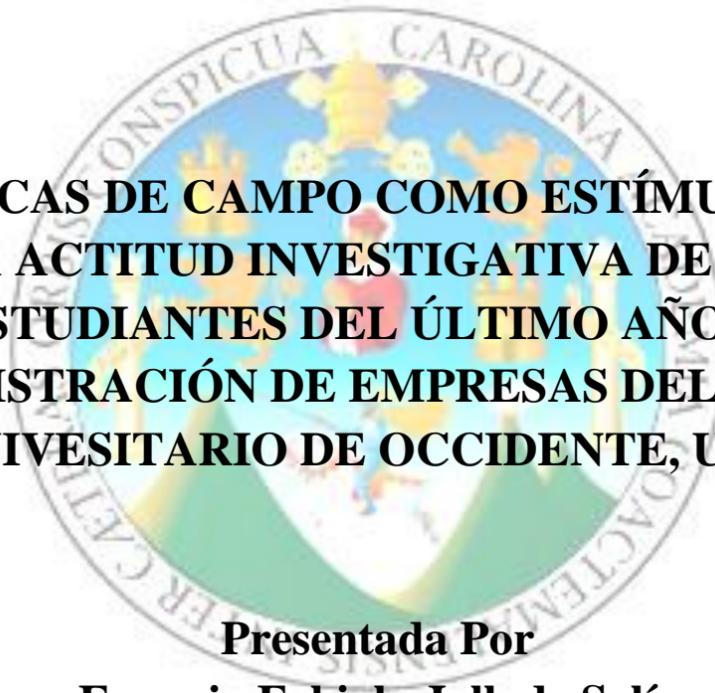 CAS DE CAMPO COMO ESTÍMU
ACTITUD INVESTIGATIVA DE
STUDIANTES DEL ÚLTIMO AÑO
ISTRACIÓN DE EMPRESAS DEL
IVESITARIO DE OCCIDENTE, U
Presentada Por
CONSPICUA CAROLINA